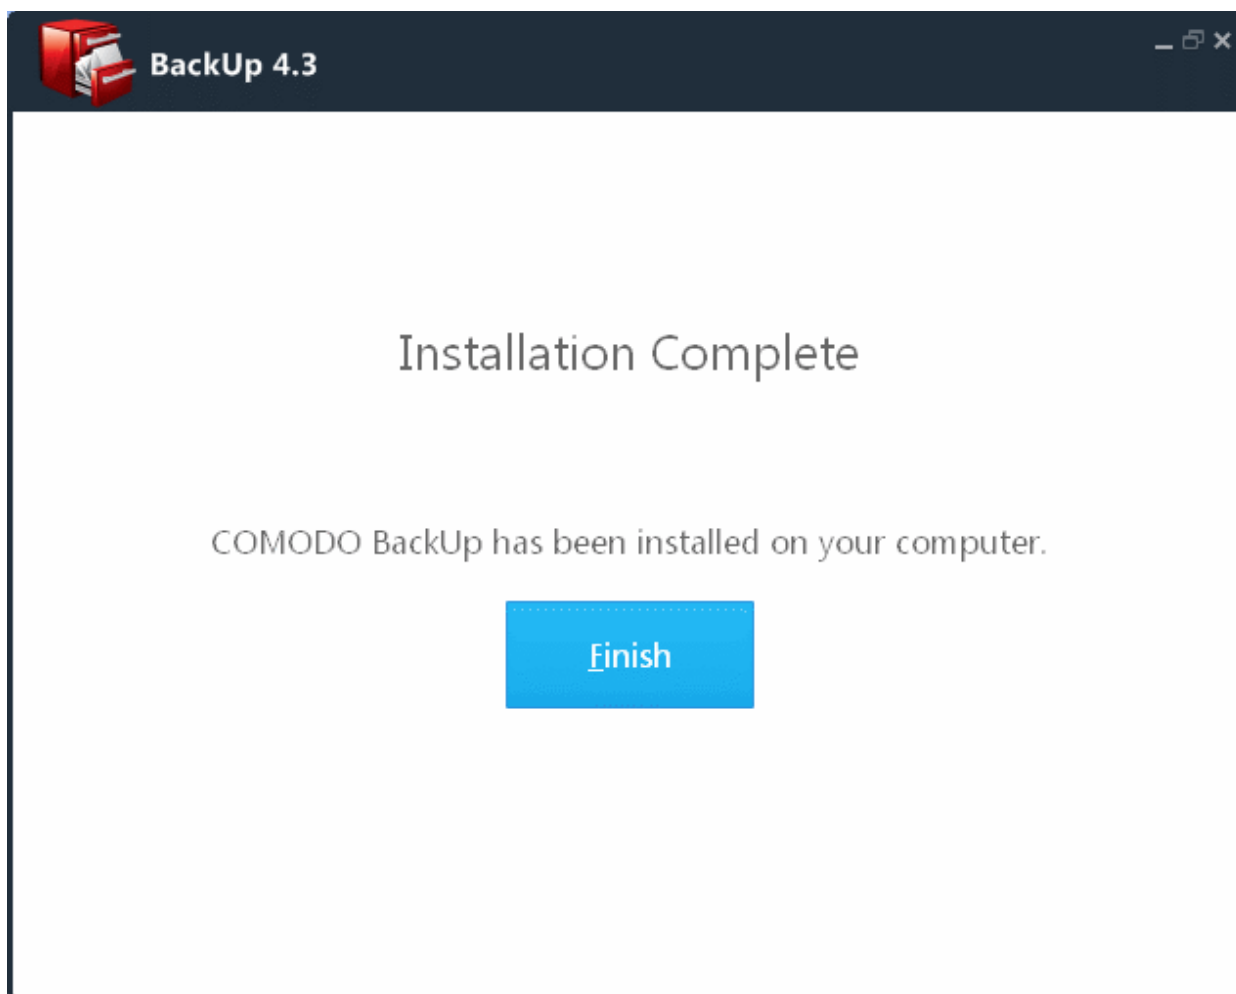 BackUp 4.3
Installation Complete
COMODO BackUp has been installed on your computer.
Finish